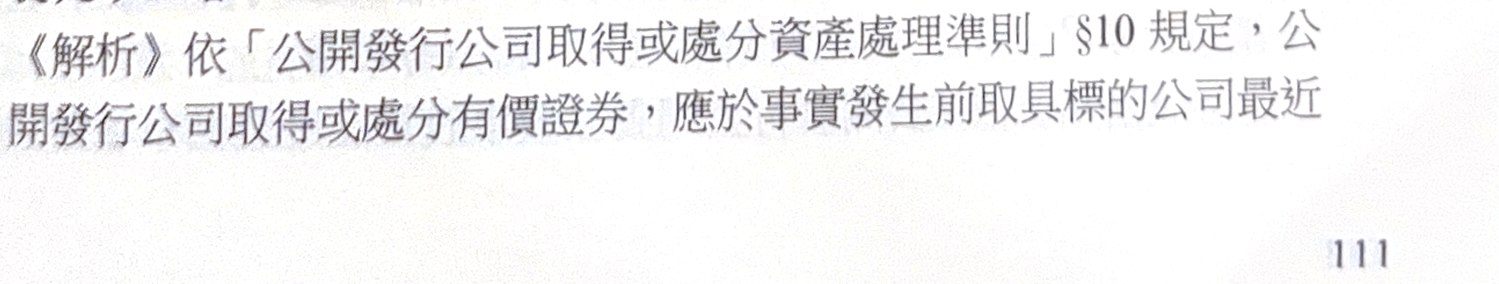 《解析》依「公開發行公司取得或處分資產處理準則」§10 規定，公
開發行公司取得或處分有價證券，應於事實發生前取具標的公司最近
111